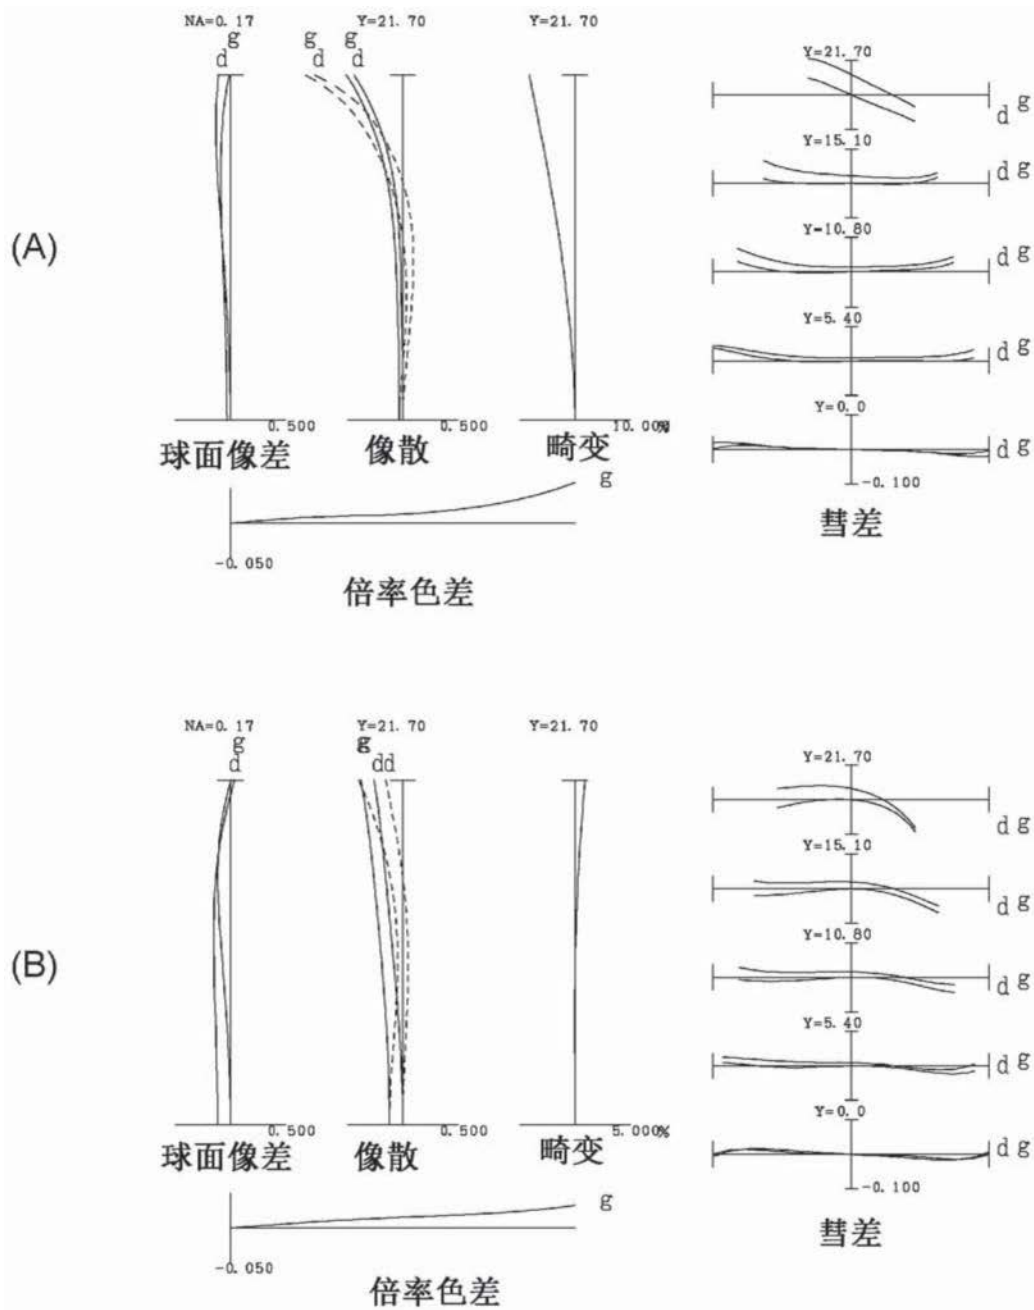 (A)
NA=0.17
d g
球面像差
0.500
Y=21.70
g d g d
像散
0.500
Y=21.70
畸变
10.000%
g
-0.050
倍率色差
Y=21.70
d g
Y=15.10
d g
Y=10.80
d g
Y=5.40
d g
Y=0.0
d g
-0.100
彗差
(B)
NA=0.17
d g
球面像差
0.500
Y=21.70
g dd
像散
0.500
Y=21.70
畸变
5.000%
g
-0.050
倍率色差
Y=21.70
d g
Y=15.10
d g
Y=10.80
d g
Y=5.40
d g
Y=0.0
d g
-0.100
彗差